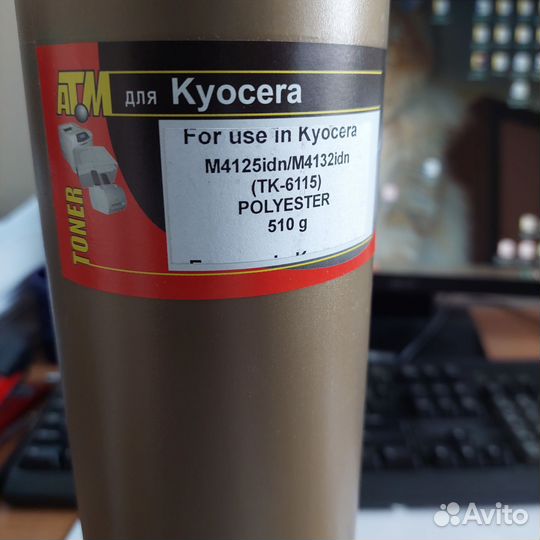 ATM для Kyocera
TONER
For use in Kyocera
M4125idn/M4132idn
(TK-6115)
POLYESTER
510 g
Avito